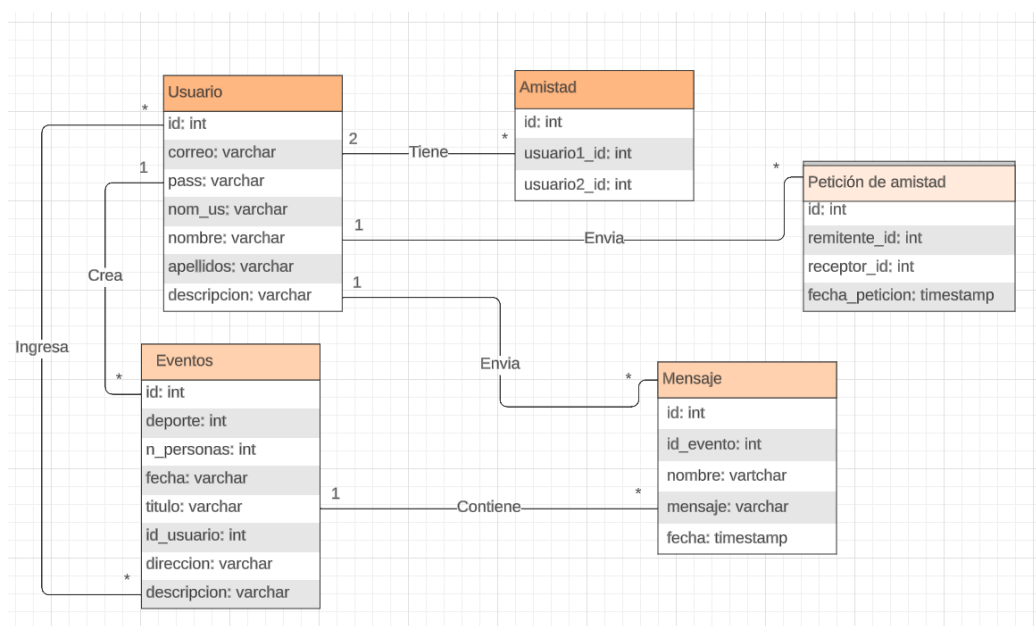 Usuario
id: int
correo: varchar
pass: varchar
nom_us: varchar
nombre: varchar
apellidos: varchar
descripcion: varchar
Amistad
id: int
usuario1_id: int
usuario2_id: int
Petición de amistad
id: int
remitente_id: int
receptor_id: int
fecha_peticion: timestamp
Eventos
id: int
deporte: int
n_personas: int
fecha: varchar
titulo: varchar
id_usuario: int
direccion: varchar
descripcion: varchar
Mensaje
id: int
id_evento: int
nombre: vartchar
mensaje: varchar
fecha: timestamp
2 Tiene *
1 Envia *
1 Envia *
1 Contiene *
1 Crea *
* Ingresa *